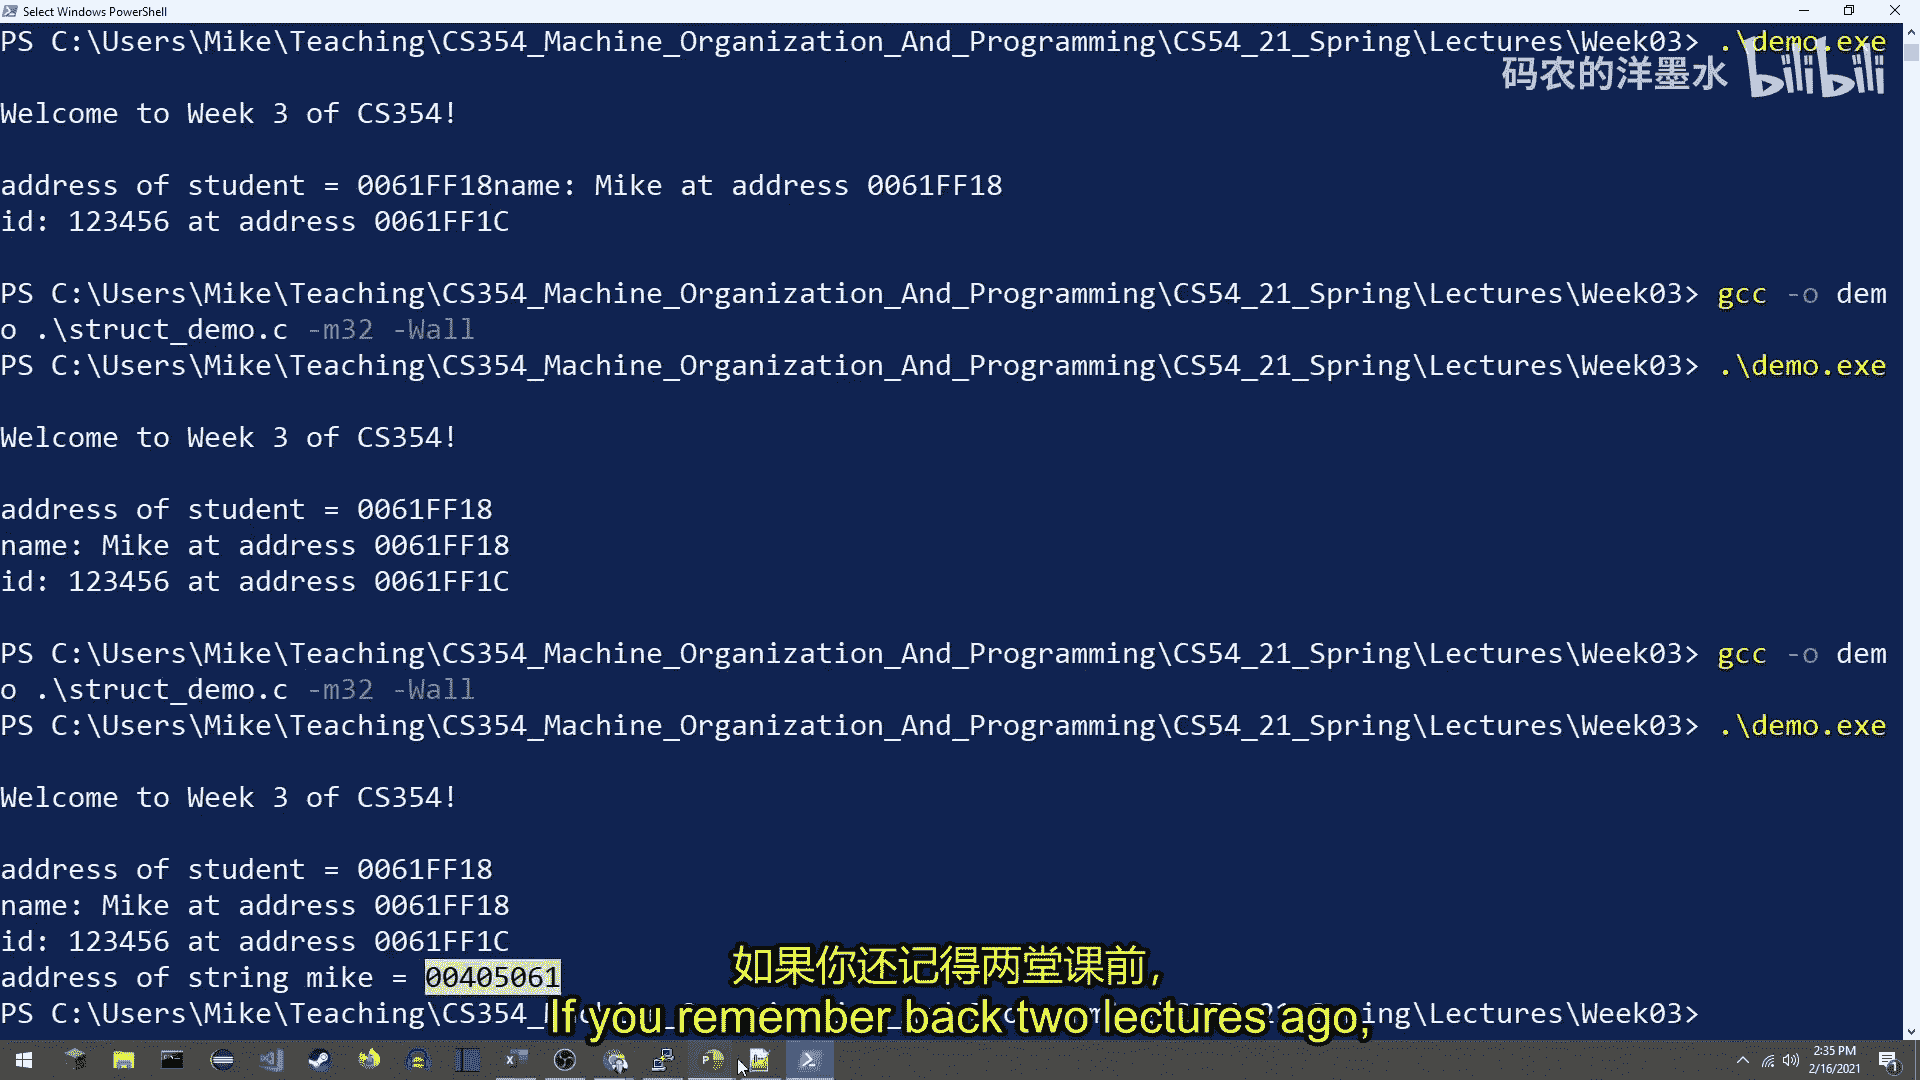 Select Windows PowerShell
PS C:\Users\Mike\Teaching\CS354_Machine_Organization_And_Programming\CS54_21_Spring\Lectures\Week03> .\demo.exe
码农的洋墨水 bilibili
Welcome to Week 3 of CS354!
address of student = 0061FF18name: Mike at address 0061FF18
id: 123456 at address 0061FF1C
PS C:\Users\Mike\Teaching\CS354_Machine_Organization_And_Programming\CS54_21_Spring\Lectures\Week03> gcc -o dem
o .\struct_demo.c -m32 -Wall
PS C:\Users\Mike\Teaching\CS354_Machine_Organization_And_Programming\CS54_21_Spring\Lectures\Week03> .\demo.exe
Welcome to Week 3 of CS354!
address of student = 0061FF18
name: Mike at address 0061FF18
id: 123456 at address 0061FF1C
PS C:\Users\Mike\Teaching\CS354_Machine_Organization_And_Programming\CS54_21_Spring\Lectures\Week03> gcc -o dem
o .\struct_demo.c -m32 -Wall
PS C:\Users\Mike\Teaching\CS354_Machine_Organization_And_Programming\CS54_21_Spring\Lectures\Week03> .\demo.exe
Welcome to Week 3 of CS354!
address of student = 0061FF18
name: Mike at address 0061FF18
id: 123456 at address 0061FF1C
address of string mike = 00405061
如果你还记得两堂课前，
PS C:\Users\Mike\Teaching\CS354_ \Lectures\Week03>
If you remember back two lectures ago,
2:35 PM
2/16/2021